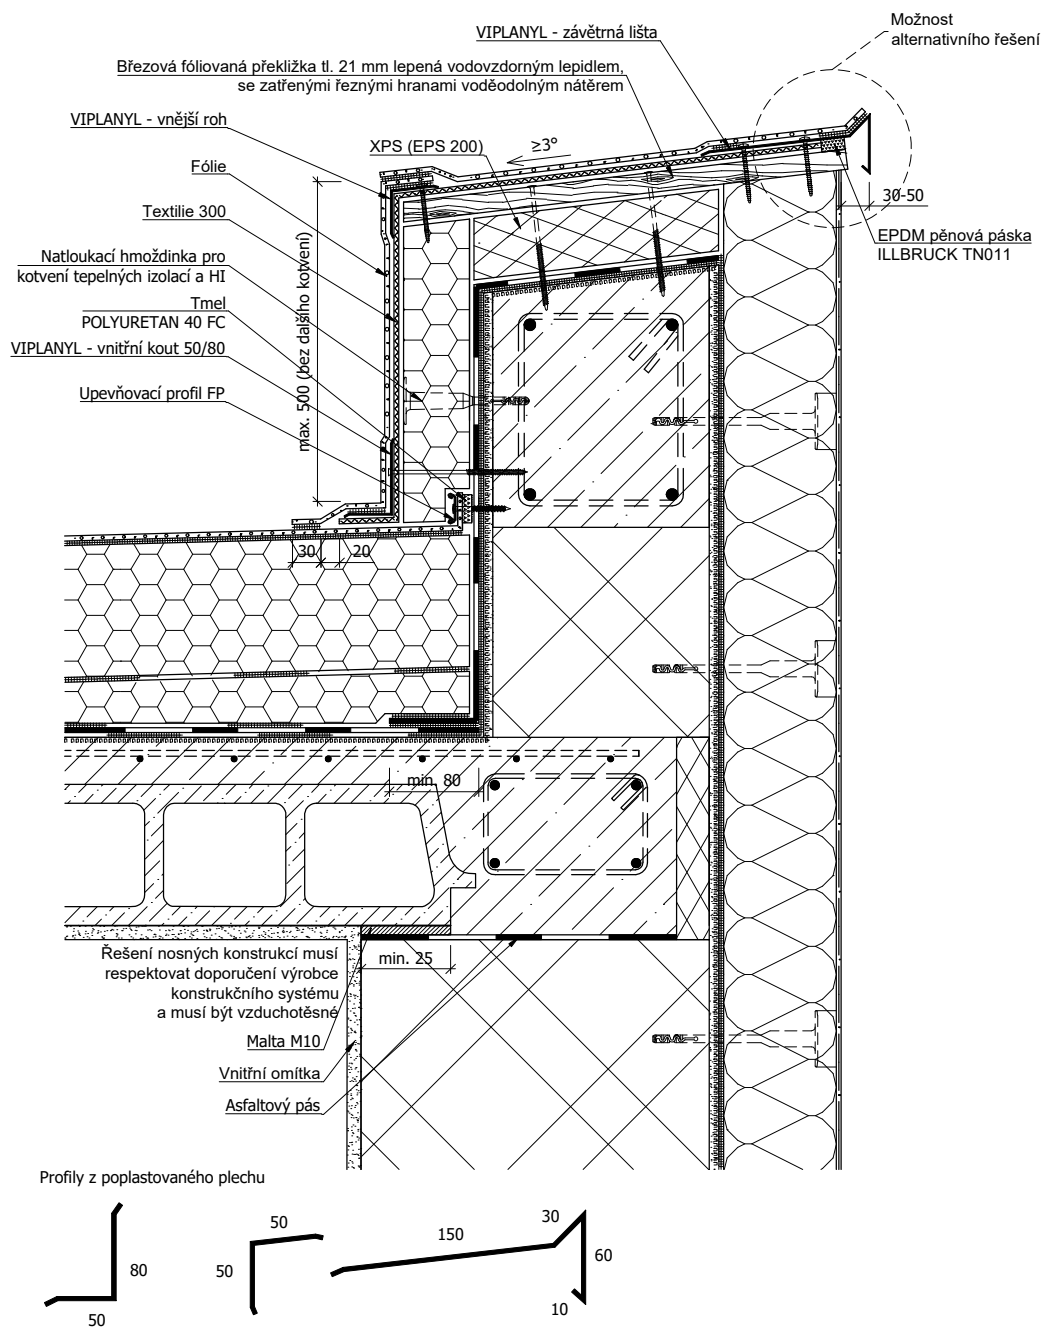 Možnost
alternativního řešení
VIPLANYL - závětrná lišta
Březová fóliovaná překližka tl. 21 mm lepená vodovzdorným lepidlem,
se zatřenými řeznými hranami voděodolným nátěrem
VIPLANYL - vnější roh
XPS (EPS 200)
≥3°
Fólie
Textilie 300
30-50
EPDM pěnová páska
ILLBRUCK TN011
Natloukací hmoždinka pro
kotvení tepelných izolací a HI
Tmel
POLYURETAN 40 FC
VIPLANYL - vnitřní kout 50/80
Upevňovací profil FP
max. 500 (bez dalšího kotvení)
30
20
min. 80
Řešení nosných konstrukcí musí
respektovat doporučení výrobce
konstrukčního systému
a musí být vzduchotěsné
min. 25
Malta M10
Vnitřní omítka
Asfaltový pás
Profily z poplastovaného plechu
80
50
50
50
150
30
60
10